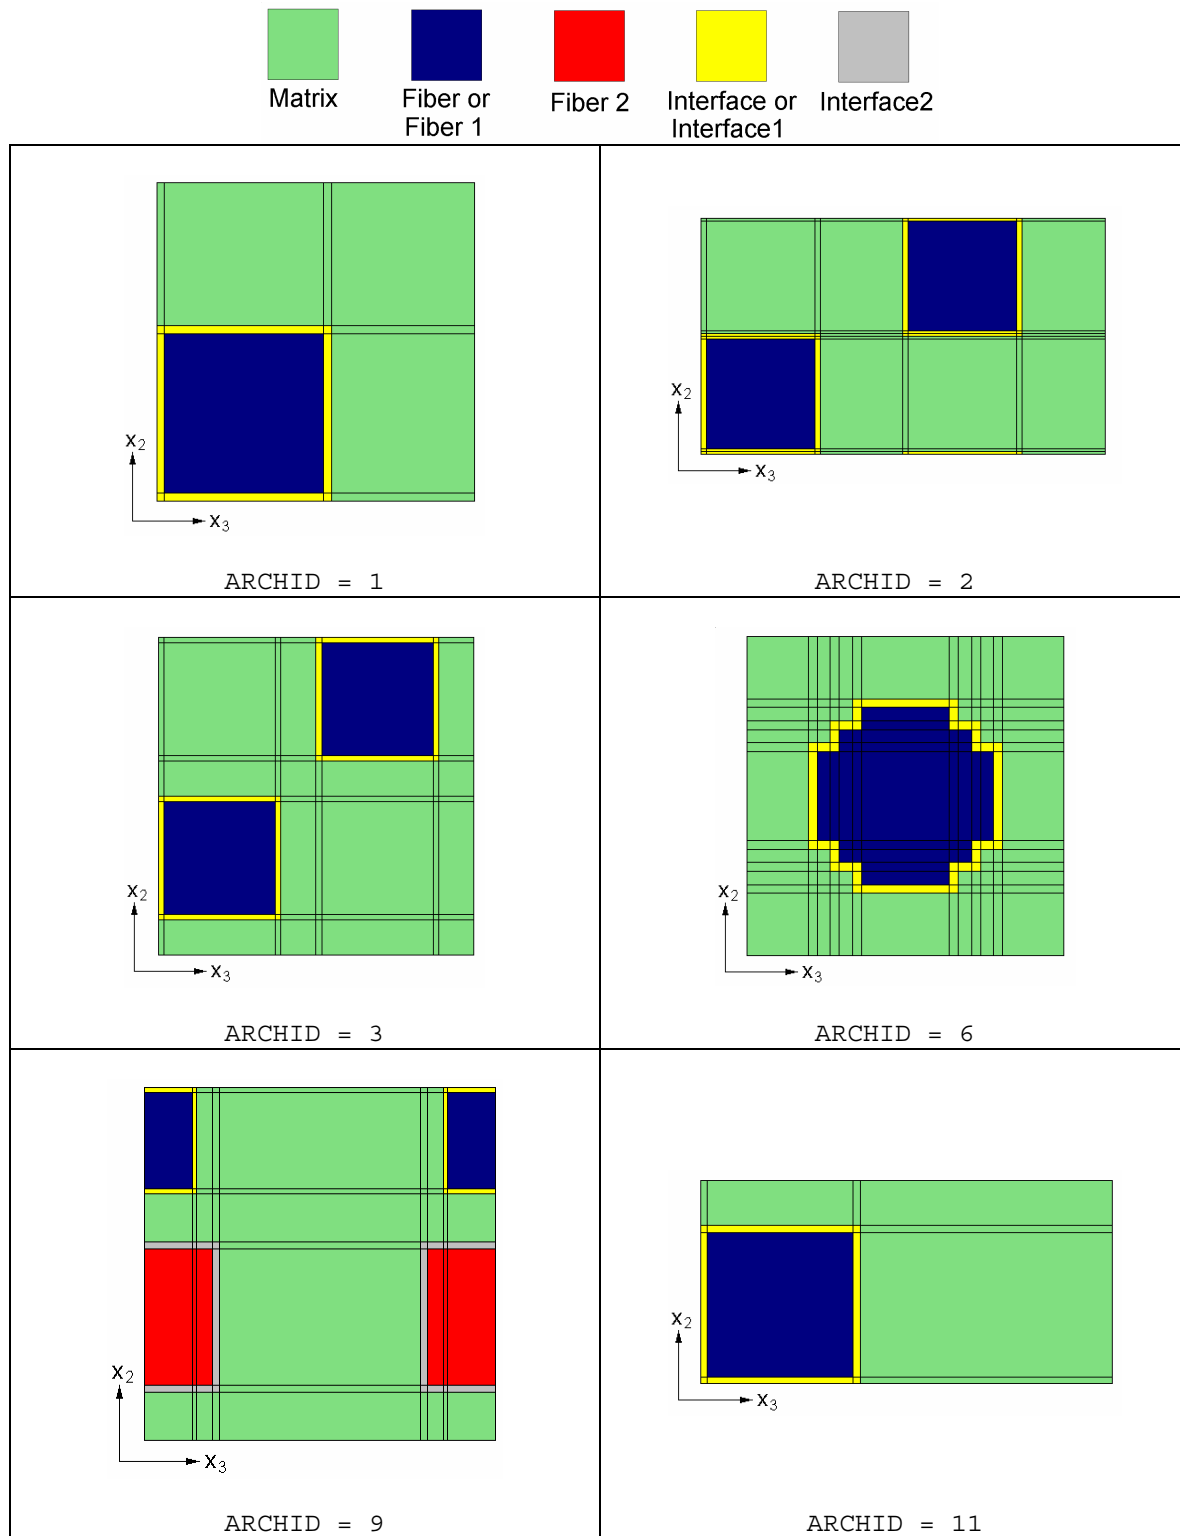 Matrix
Fiber or
Fiber 1
Fiber 2
Interface or
Interface1
Interface2
x2
x3
ARCHID = 1
x2
x3
ARCHID = 2
x2
x3
ARCHID = 3
x2
x3
ARCHID = 6
x2
x3
ARCHID = 9
x2
x3
ARCHID = 11